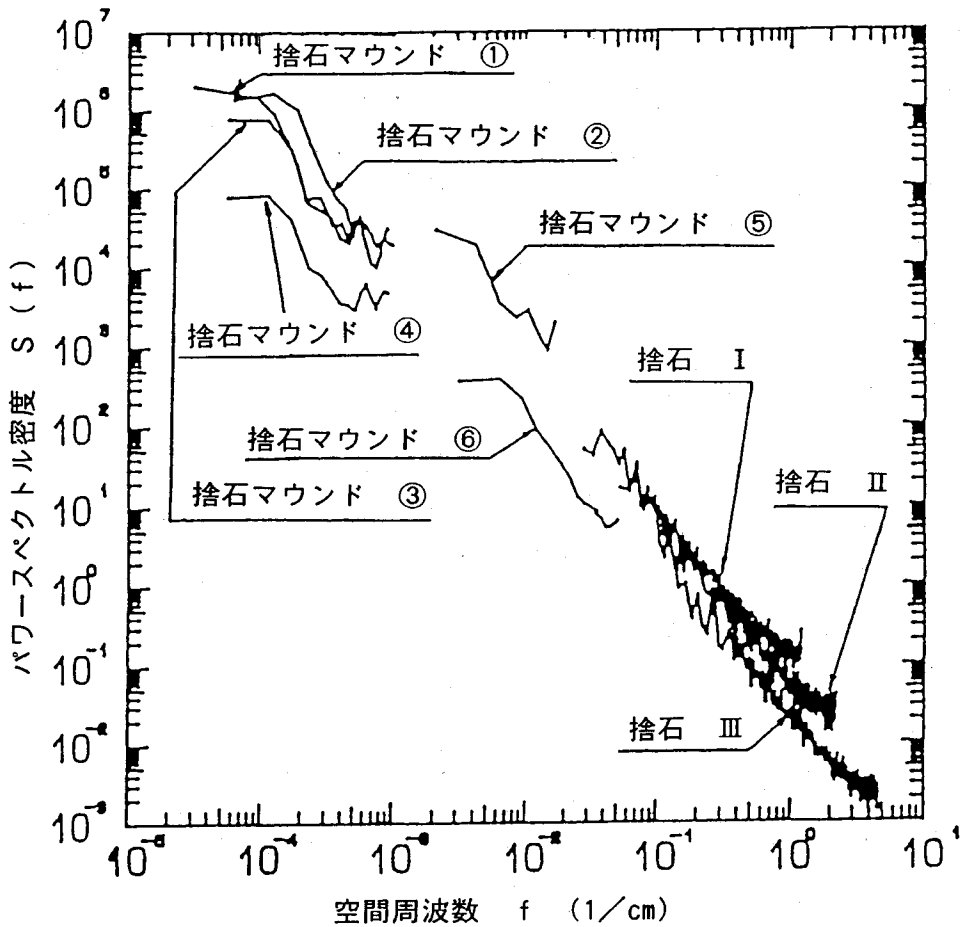 10⁷
10⁶
10⁵
10⁴
10³
10²
10¹
10⁰
10⁻¹
10⁻²
10⁻³
パワースペクトル密度 S (f)
捨石マウンド ①
捨石マウンド ②
捨石マウンド ⑤
捨石マウンド ④
捨石 Ⅰ
捨石マウンド ⑥
捨石 Ⅱ
捨石マウンド ③
捨石 Ⅲ
10⁻⁵ 10⁻⁴ 10⁻³ 10⁻² 10⁻¹ 10⁰ 10¹
空間周波数 f (1/cm)